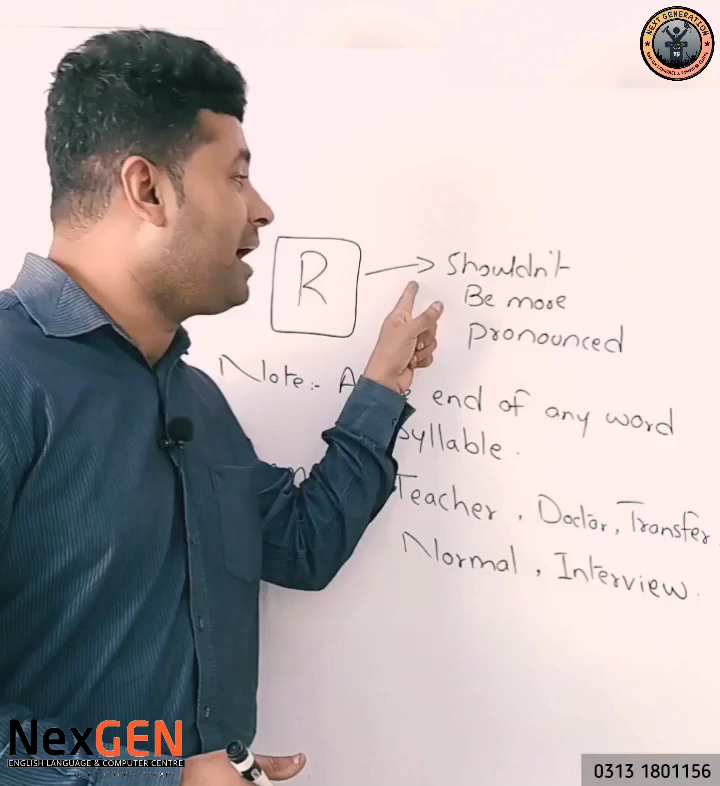 NEXT GENERATION
R
Shouldn't
Be more
pronounced
Note:- A end of any word
syllable.
Teacher, Doctor, Transfer
Normal, Interview.
NexGEN
ENGLISH LANGUAGE & COMPUTER CENTRE
0313 1801156